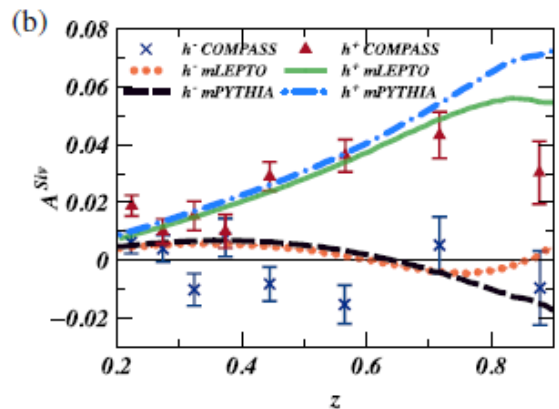 (b)
h⁻ COMPASS h⁺ COMPASS
h⁻ mLEPTO h⁺ mLEPTO
h⁻ mPYTHIA h⁺ mPYTHIA
0.08
0.06
0.04
0.02
0
−0.02
A^Siv
0.2 0.4 0.6 0.8
z